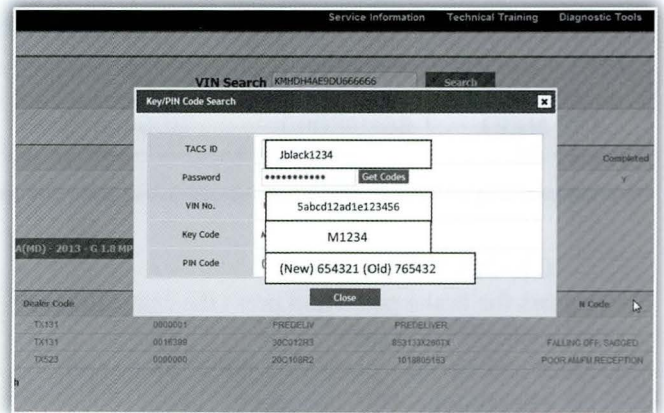 Service Information Technical Training Diagnostic Tools
VIN Search KMHDH4AE9DU666666 Search
Key/PIN Code Search x
Completed
TACS ID Jblack1234
Y
Password ••••••••••• Get Codes
VIN No. 5abcd12ad1e123456
Key Code M1234
A(MD) - 2013 - G 1.8 MP
PIN Code (New) 654321 (Old) 765432
Close
Dealer Code N Code
TX131 0000001 PREDELIV PREDELIVER
TX131 0016399 30C012R3 853133X260TX FALLING OFF, SAGGED
TX523 0000000 20C108R2 1018805163 POOR AM/FM RECEPTION